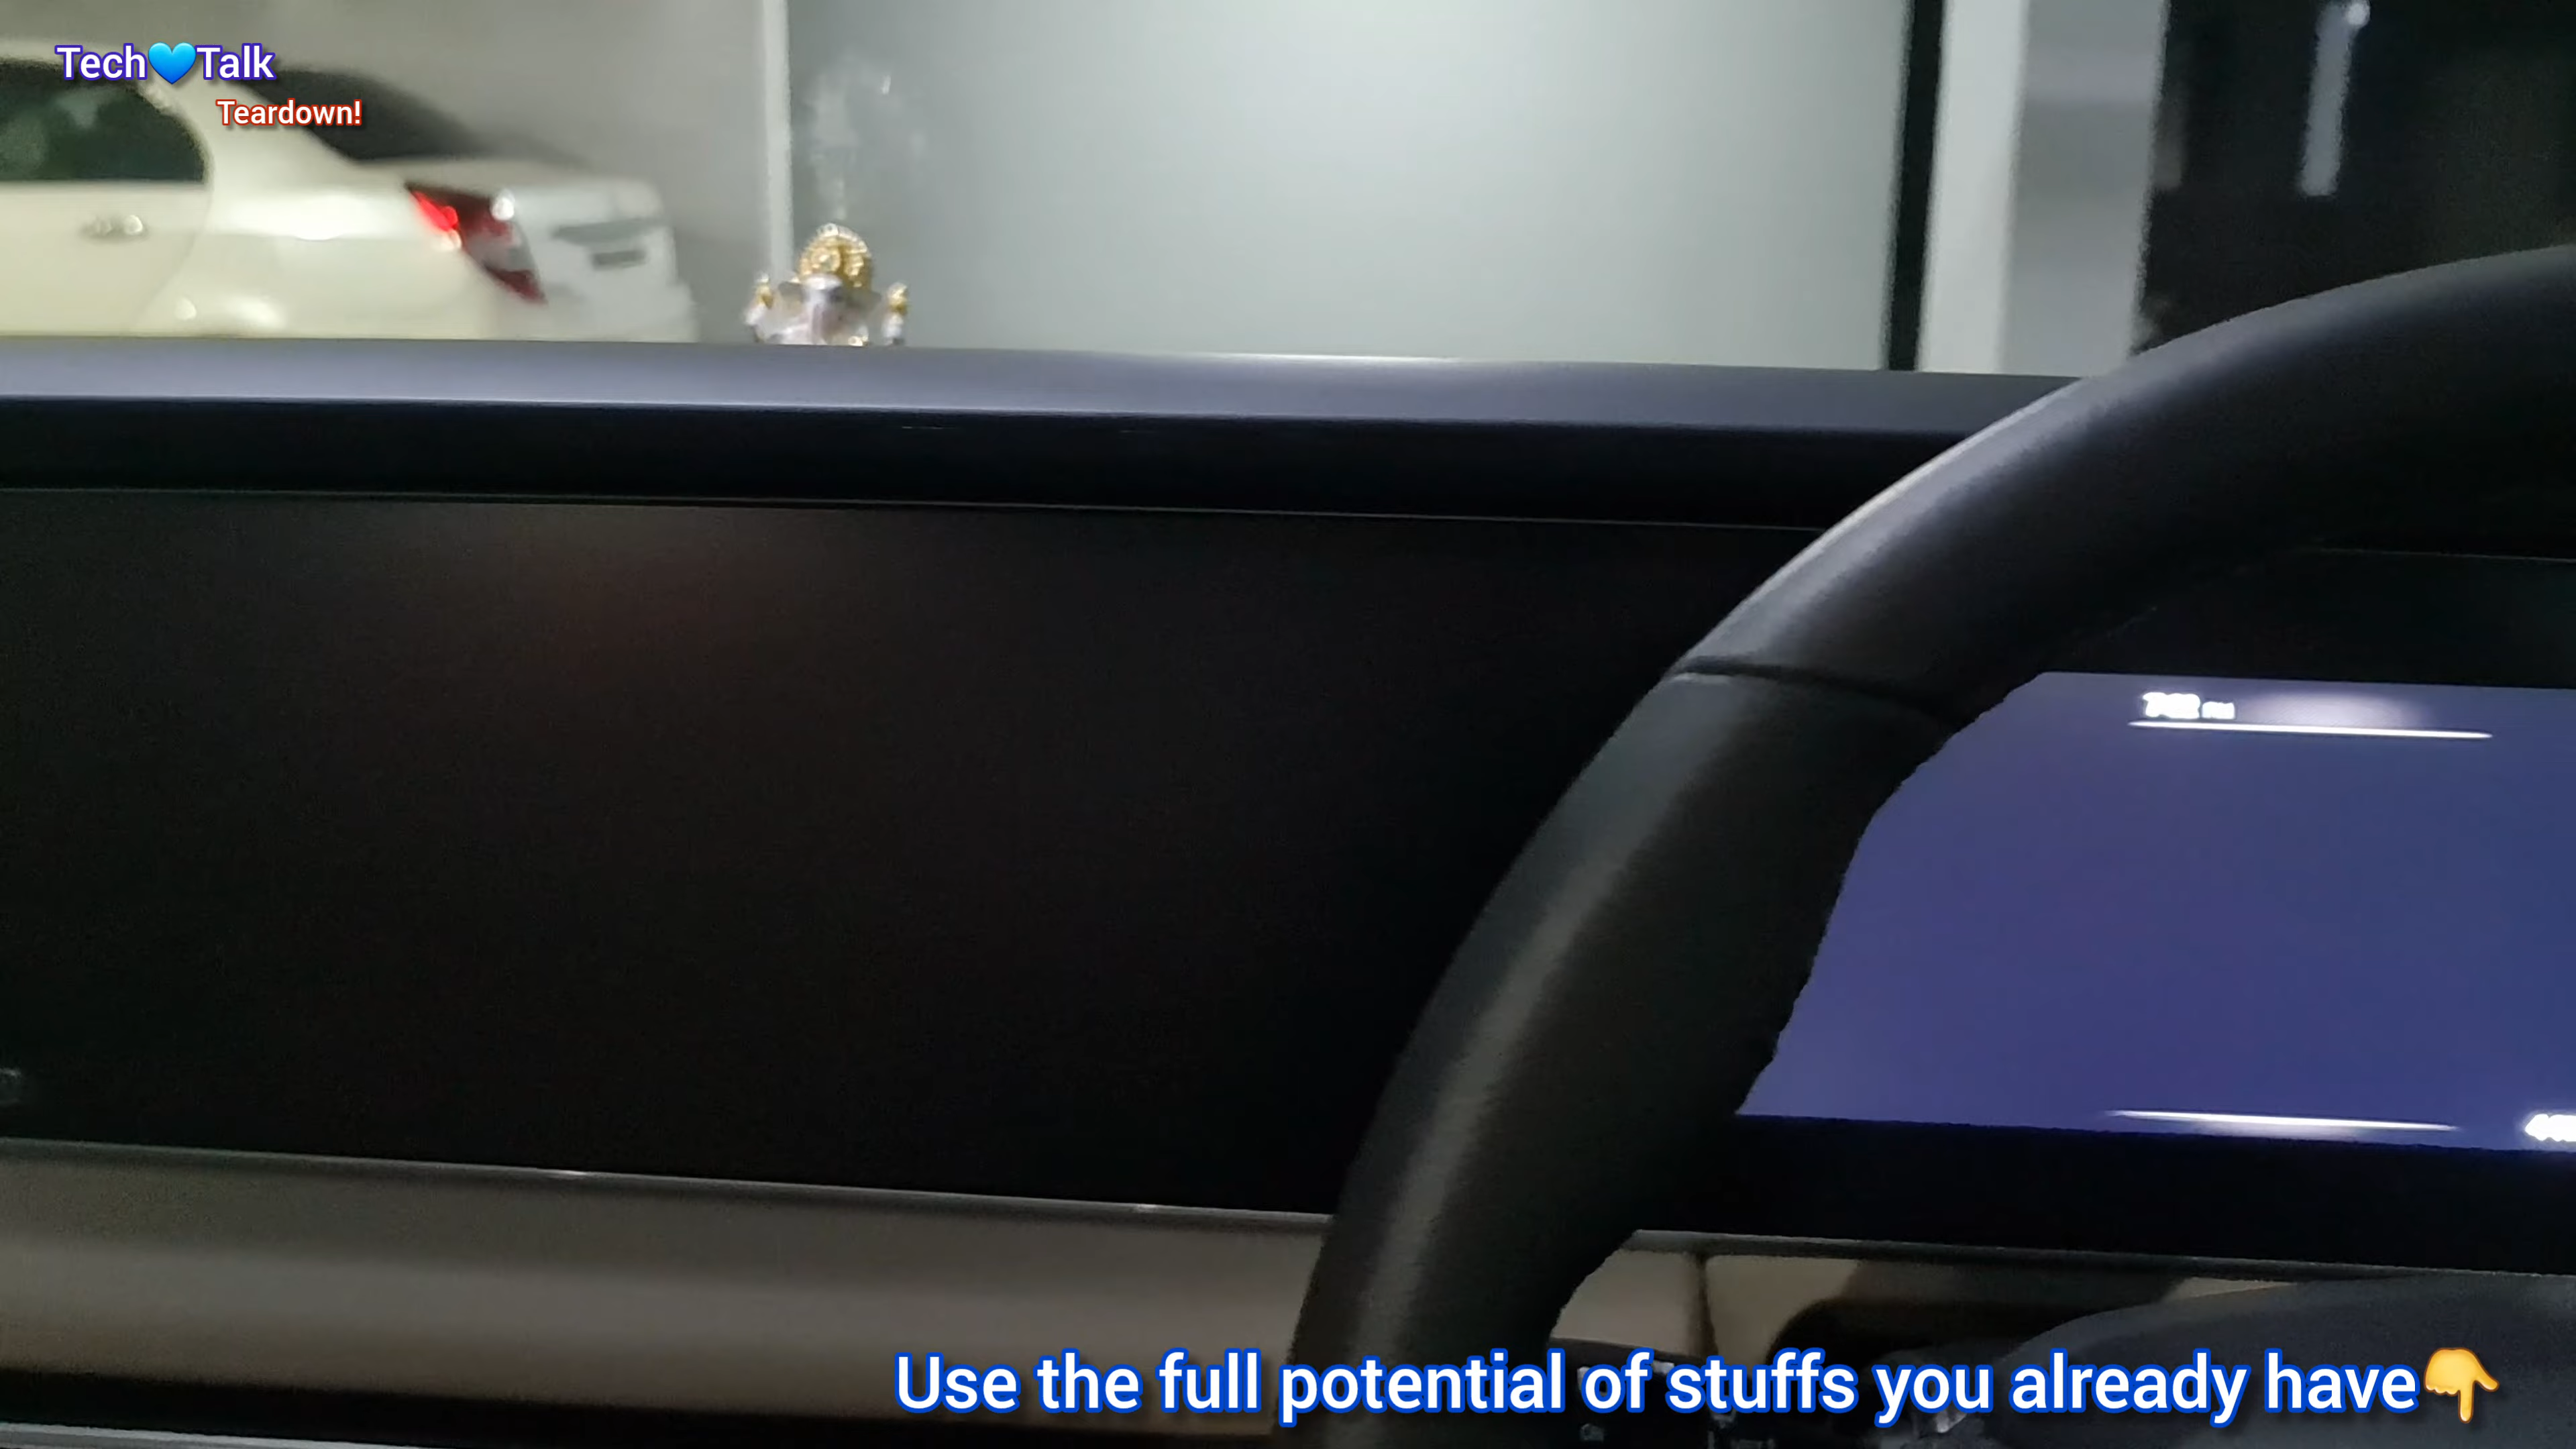 Tech💙Talk
Teardown!
Use the full potential of stuffs you already have👇